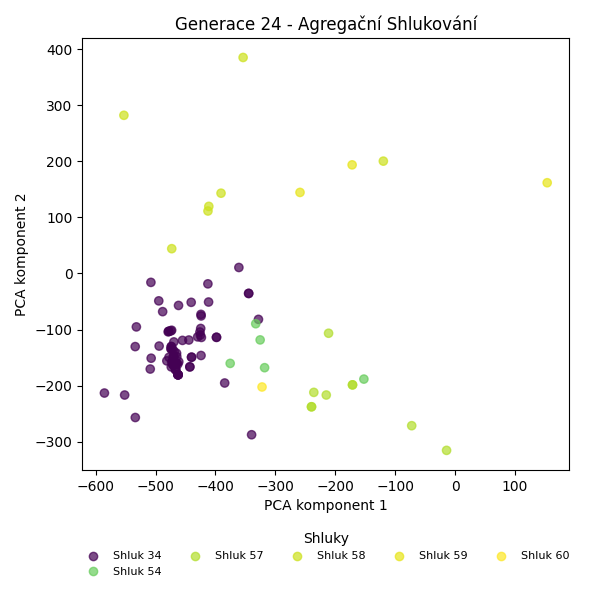 Generace 24 - Agregační Shlukování
PCA komponent 2
400
300
200
100
0
−100
−200
−300
−600 −500 −400 −300 −200 −100 0 100
PCA komponent 1
Shluky
Shluk 34 Shluk 57 Shluk 58 Shluk 59 Shluk 60
Shluk 54